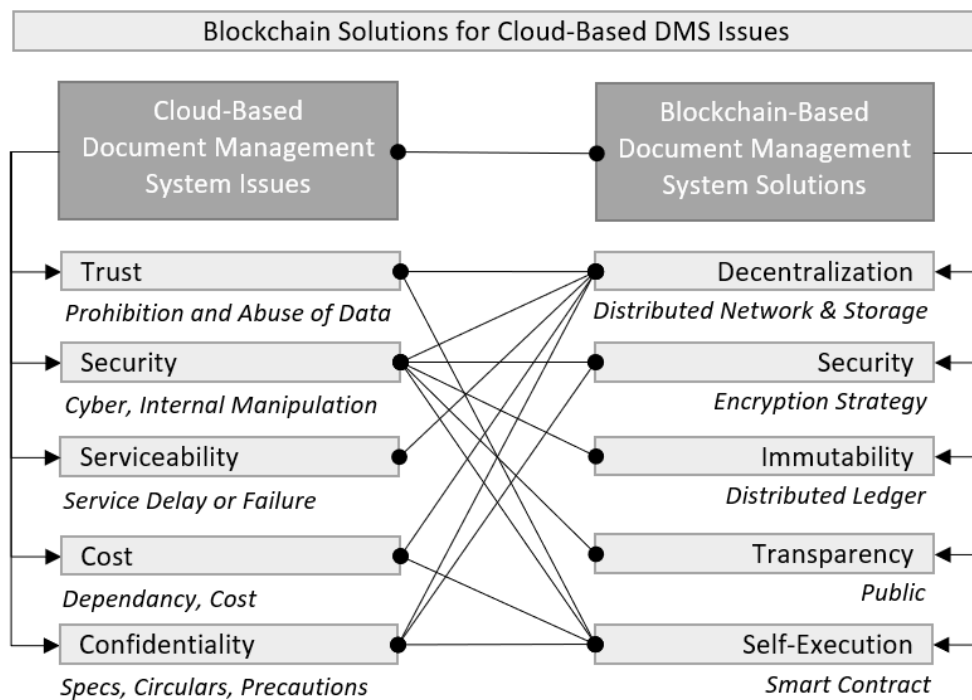 Blockchain Solutions for Cloud-Based DMS Issues
Cloud-Based
Document Management
System Issues
Blockchain-Based
Document Management
System Solutions
Trust
Prohibition and Abuse of Data
Decentralization
Distributed Network & Storage
Security
Cyber, Internal Manipulation
Security
Encryption Strategy
Serviceability
Service Delay or Failure
Immutability
Distributed Ledger
Cost
Dependancy, Cost
Transparency
Public
Confidentiality
Specs, Circulars, Precautions
Self-Execution
Smart Contract